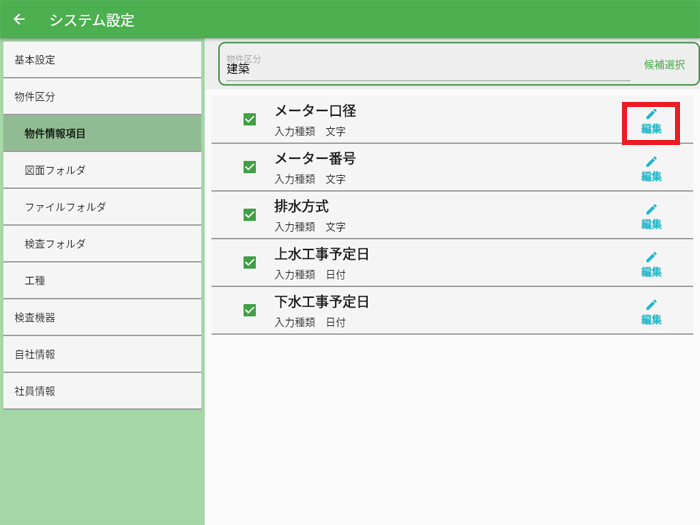 システム設定
基本設定
物件区分
物件情報項目
図面フォルダ
ファイルフォルダ
検査フォルダ
工種
検査機器
自社情報
社員情報
物件区分
建築
候補選択
メーター口径
入力種類 文字
編集
メーター番号
入力種類 文字
編集
排水方式
入力種類 文字
編集
上水工事予定日
入力種類 日付
編集
下水工事予定日
入力種類 日付
編集